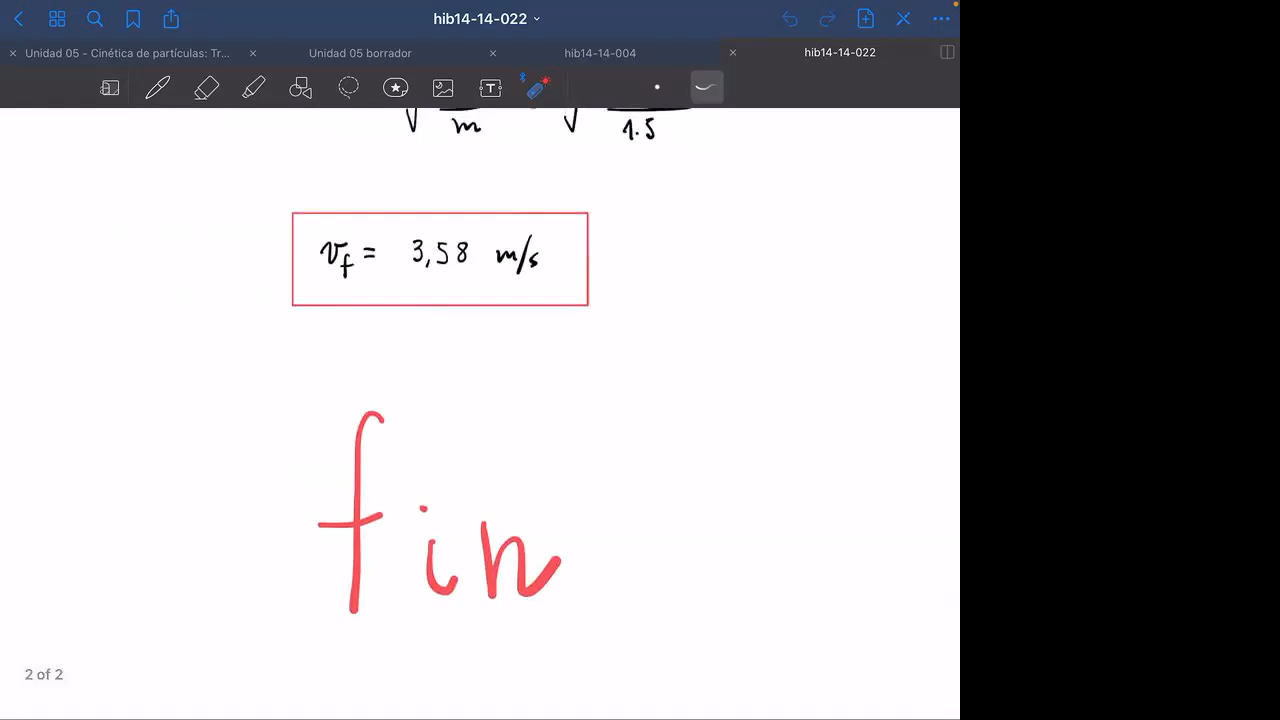 hib14-14-022
Unidad 05 - Cinética de partículas: Tr...
Unidad 05 borrador
hib14-14-004
hib14-14-022
T
m
1.5
v_f = 3,58 m/s
fin
2 of 2